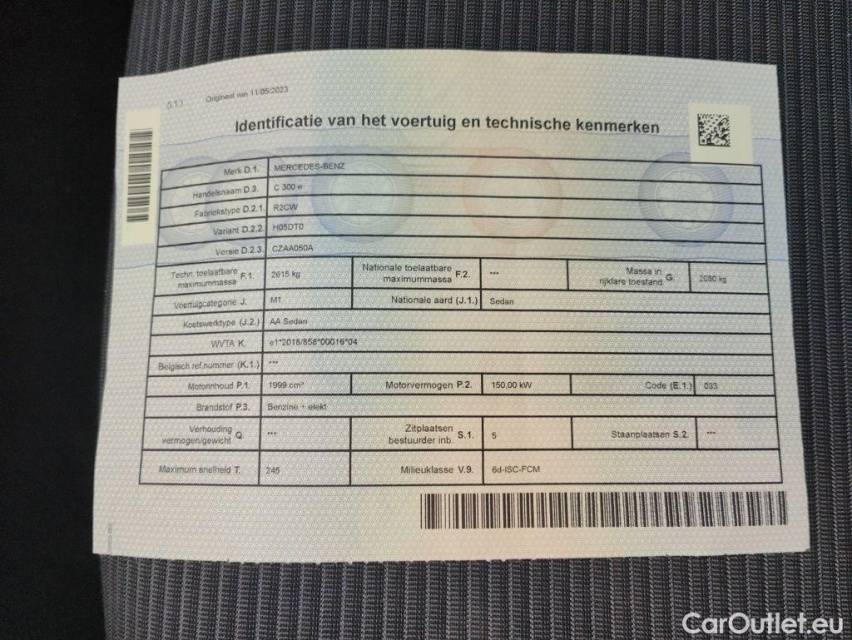 (I.1) Origineel van 11/05/2023
Identificatie van het voertuig en technische kenmerken
Merk D.1. MERCEDES-BENZ
Handelsnaam D.3. C 300 e
Fabriekstype D.2.1. R2CW
Variant D.2.2. H05DT0
Versie D.2.3. CZAA050A
Techn. toelaatbare maximummassa F.1. 2615 kg Nationale toelaatbare maximummassa F.2. *** Massa in rijklare toestand G. 2080 kg
Voertuigcategorie J. M1 Nationale aard (J.1.) Sedan
Koetswerktype (J.2.) AA Sedan
WVTA K. e1*2018/858*00016*04
Belgisch ref.nummer (K.1.) ***
Motorinhoud P.1. 1999 cm³ Motorvermogen P.2. 150,00 kW Code (E.1.) 033
Brandstof P.3. Benzine + elekt
Verhouding vermogen/gewicht Q. *** Zitplaatsen bestuurder inb. S.1. 5 Staanplaatsen S.2. ***
Maximum snelheid T. 245 Milieuklasse V.9. 6d-ISC-FCM
CarOutlet.eu